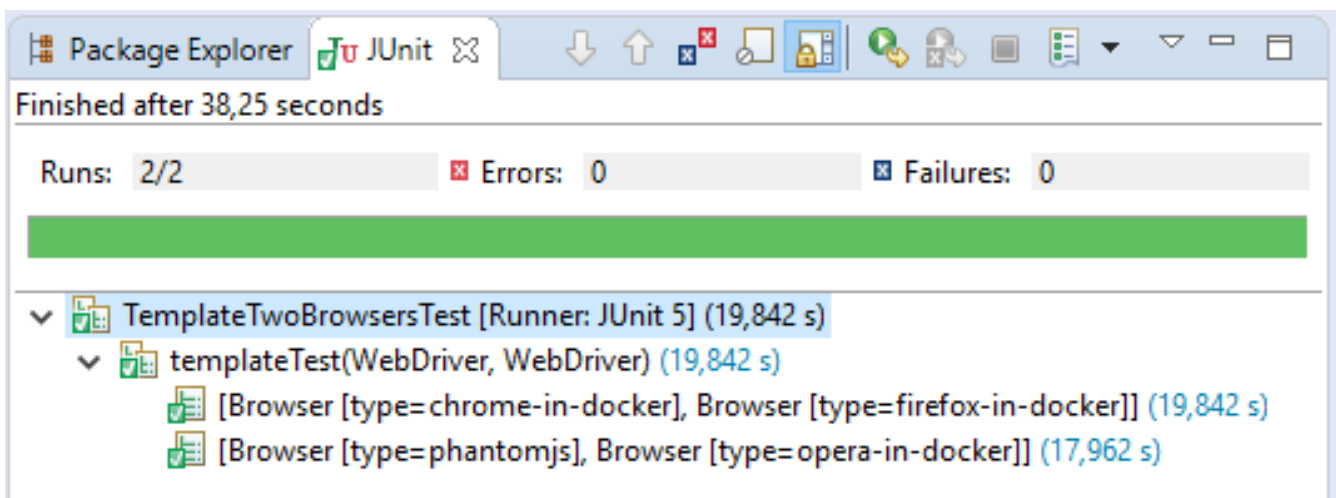 Package Explorer JUnit
Finished after 38,25 seconds
Runs: 2/2 Errors: 0 Failures: 0
TemplateTwoBrowsersTest [Runner: JUnit 5] (19,842 s)
templateTest(WebDriver, WebDriver) (19,842 s)
[Browser [type=chrome-in-docker], Browser [type=firefox-in-docker]] (19,842 s)
[Browser [type=phantomjs], Browser [type=opera-in-docker]] (17,962 s)